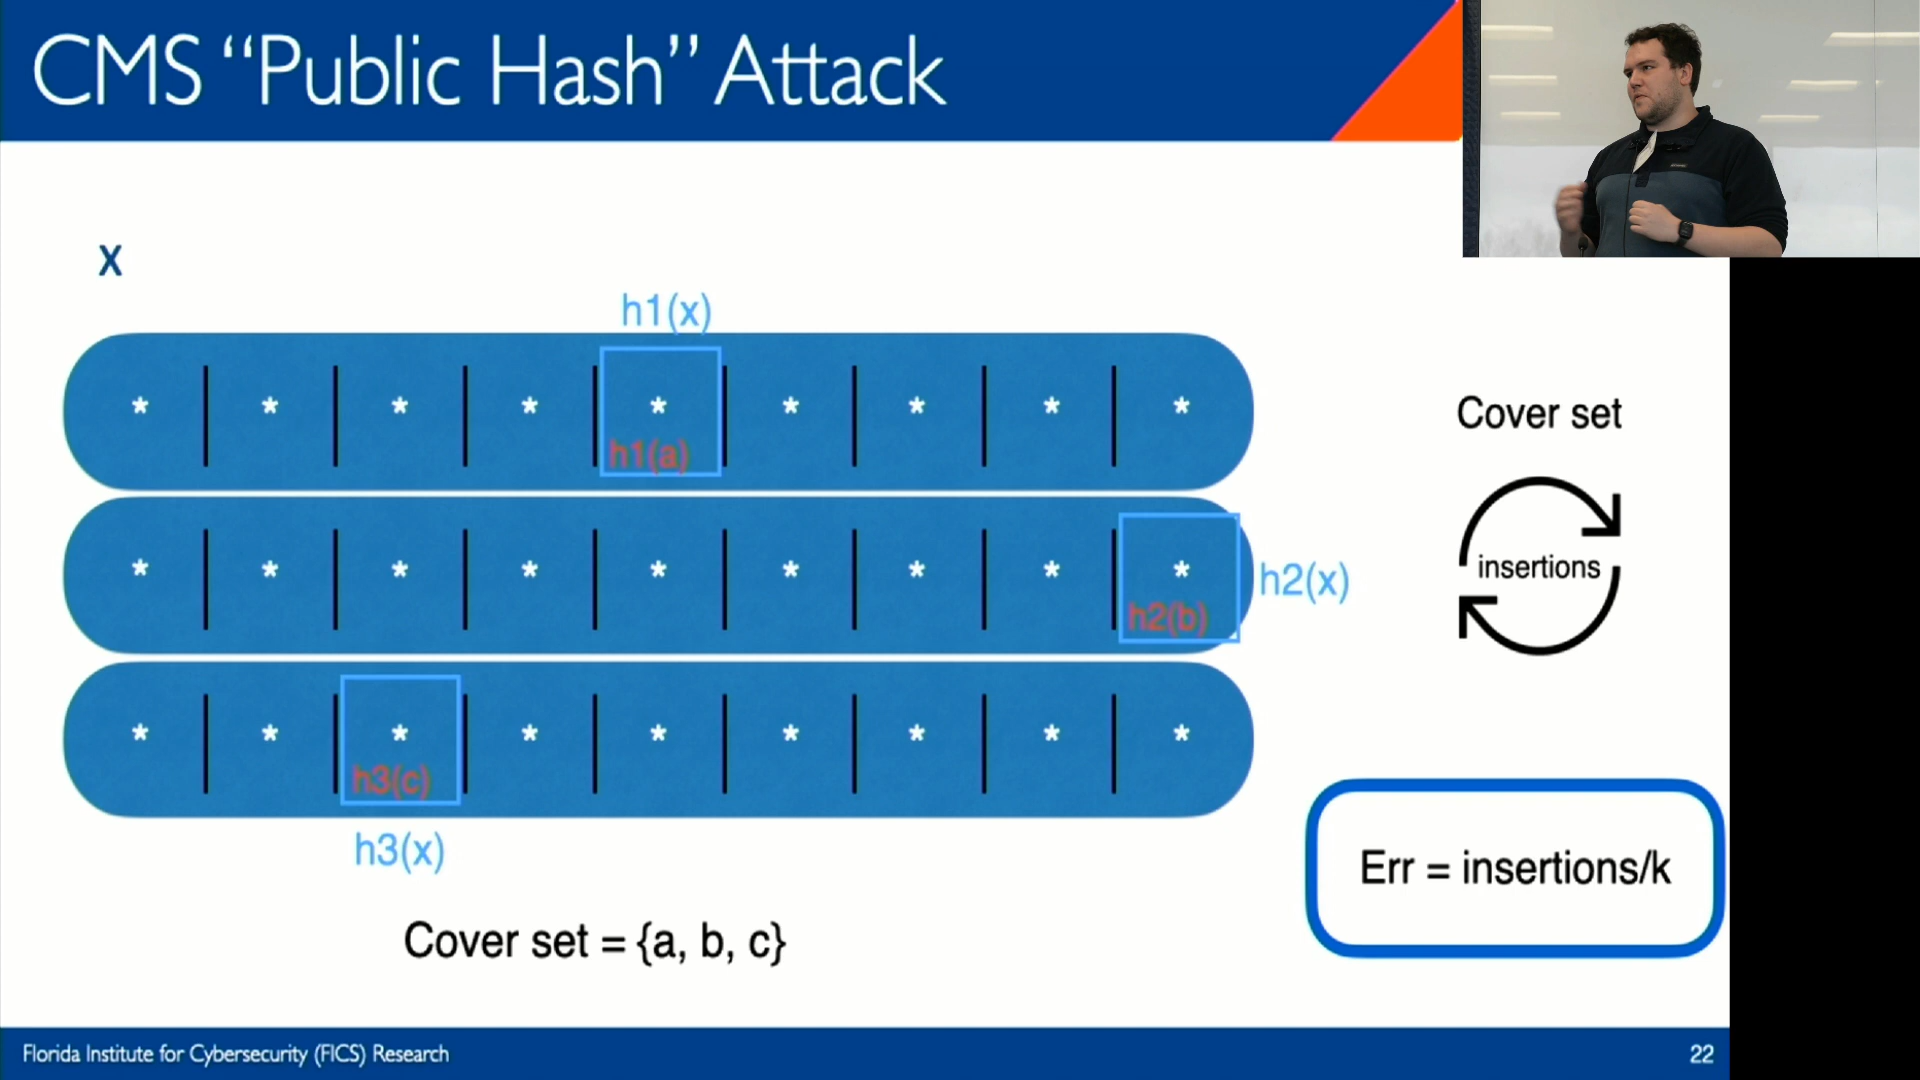 CMS “Public Hash” Attack
x
h1(x)
* * * * * * * * *
h1(a)
* * * * * * * * *
h2(b)
h2(x)
* * * * * * * * *
h3(c)
h3(x)
Cover set = {a, b, c}
Cover set
insertions
Err = insertions/k
Florida Institute for Cybersecurity (FICS) Research
22